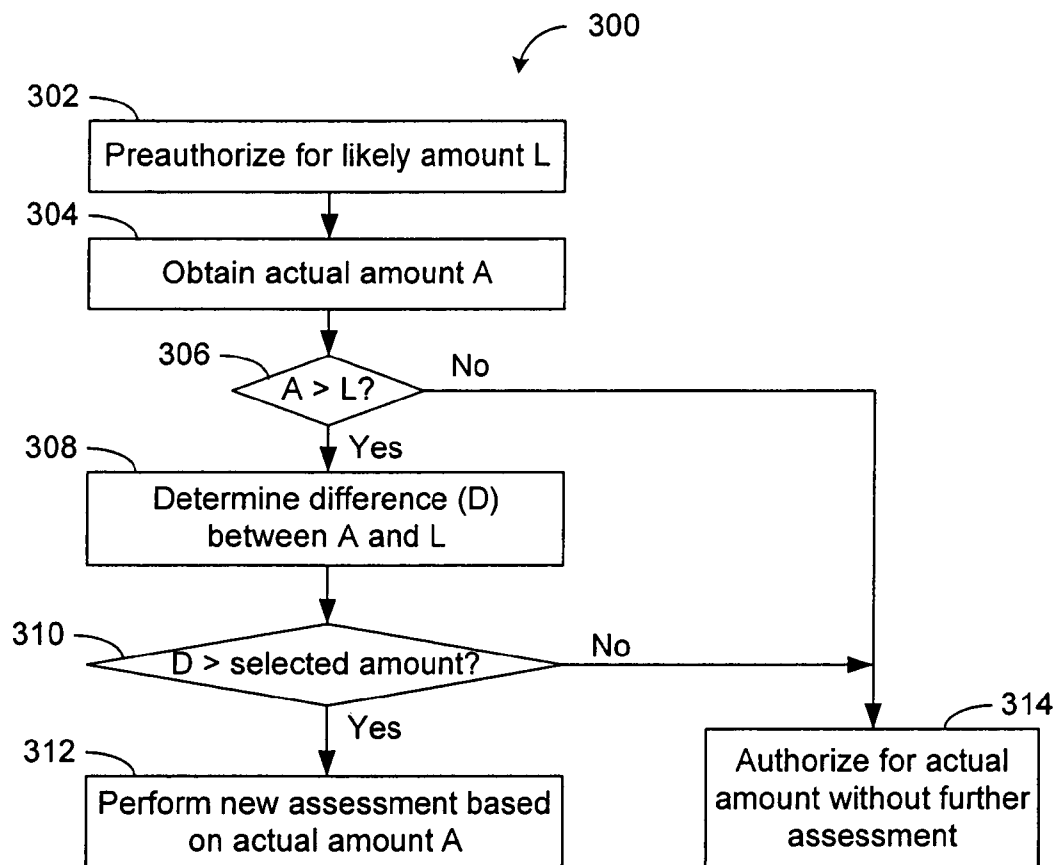 300
302
Preauthorize for likely amount L
304
Obtain actual amount A
306
A > L?
No
Yes
308
Determine difference (D)
between A and L
310
D > selected amount?
No
Yes
312
Perform new assessment based
on actual amount A
314
Authorize for actual
amount without further
assessment